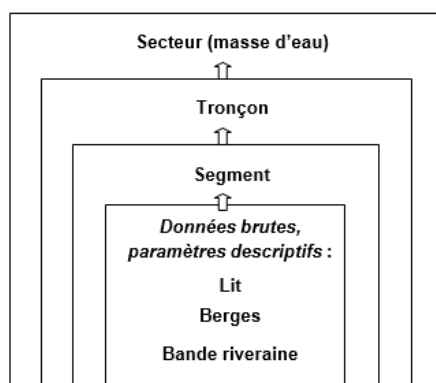 Secteur (masse d'eau)
Tronçon
Segment
Données brutes,
paramètres descriptifs :
Lit
Berges
Bande riveraine